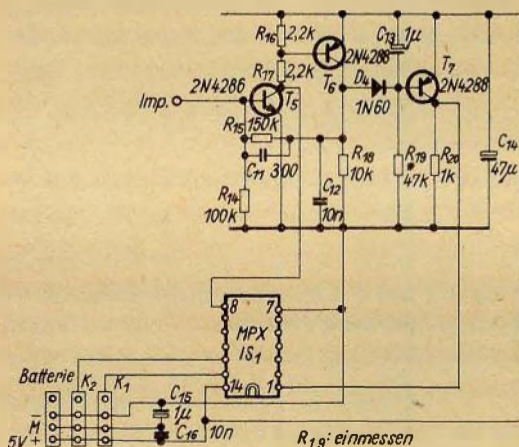 R16 2,2k
C13 1µ
2N4288
T6
R17 2,2k
D4
1N60
T7
2N4288
2N4286
Imp.
T5
R15
150k
C11 300
C12
10n
R18
10k
R19
47k
R20
1k
C14
47µ
R14
100k
8 7
MPX
IS1
14 1
Batterie K2 K1
C15
1µ
C16 10n
–
M
5V +
R19: einmessen